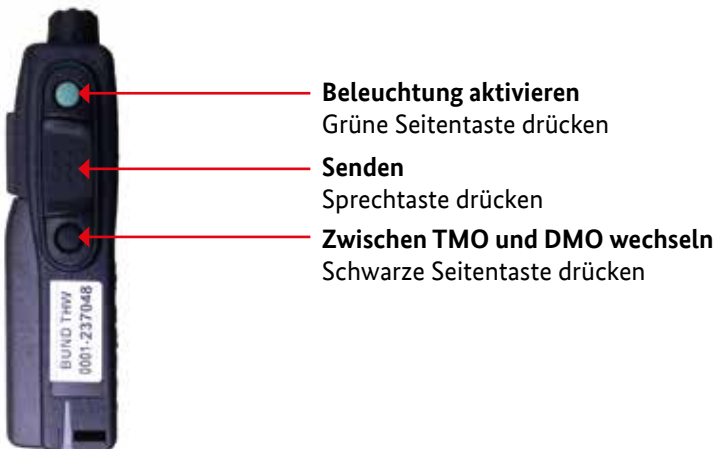 Beleuchtung aktivieren
Grüne Seitentaste drücken
Senden
Sprechtaste drücken
Zwischen TMO und DMO wechseln
Schwarze Seitentaste drücken
BUND THW
0001-237048